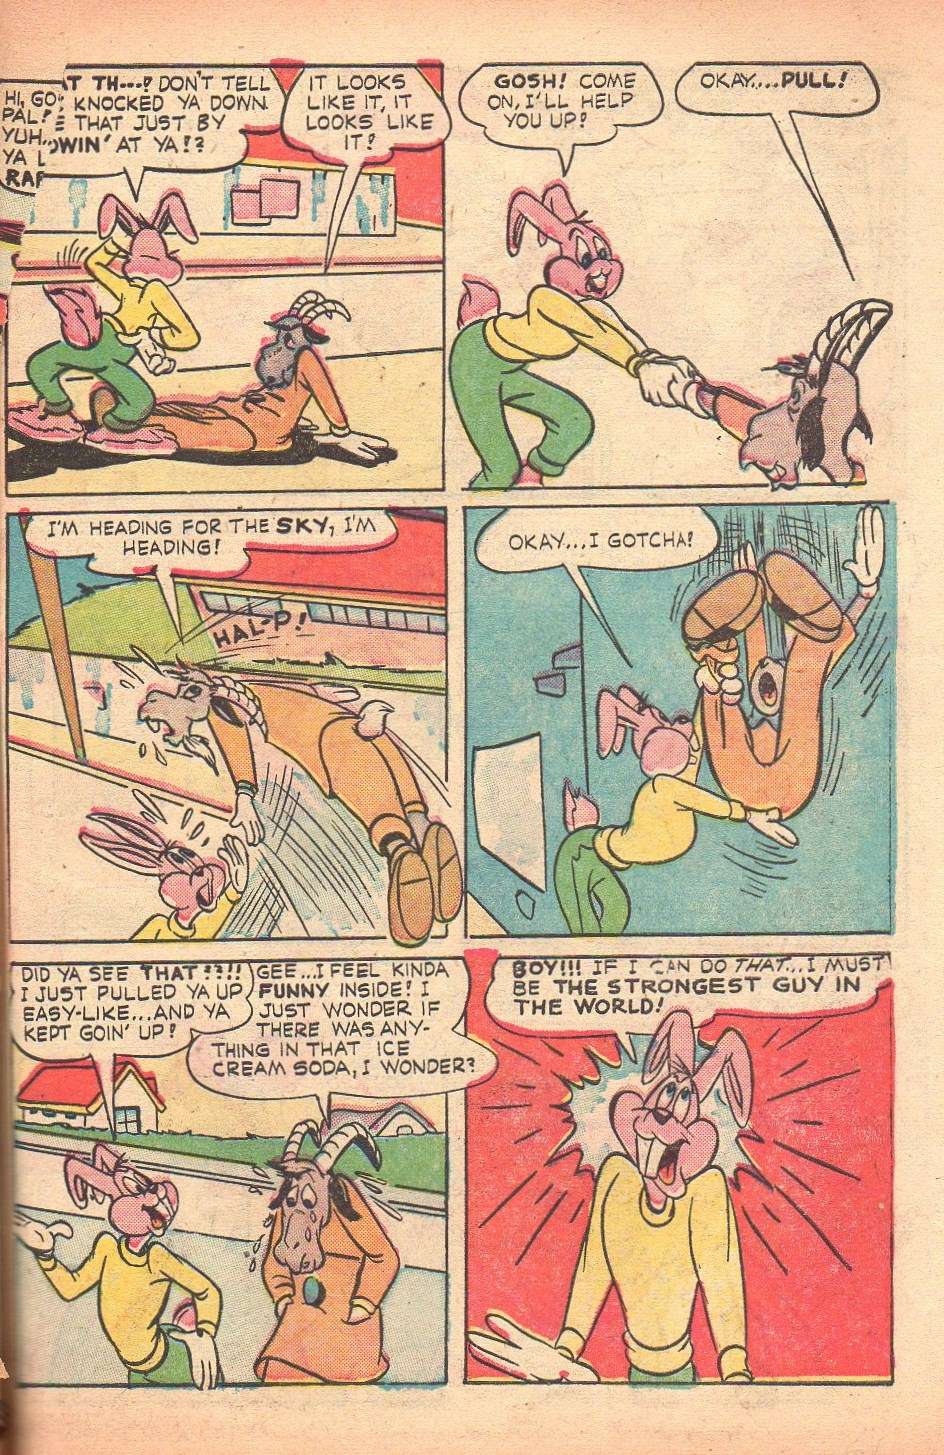 HI, GO
PAL!
YUH..
YA L
RAF
T TH---? DON'T TELL
KNOCKED YA DOWN
E THAT JUST BY
OWIN' AT YA!?
IT LOOKS
LIKE IT, IT
LOOKS LIKE
IT!
GOSH! COME
ON, I'LL HELP
YOU UP!
OKAY....PULL!
I'M HEADING FOR THE SKY, I'M
HEADING!
HAL-P!
OKAY...I GOTCHA!
DID YA SEE THAT??!!
I JUST PULLED YA UP
EASY-LIKE...AND YA
KEPT GOIN' UP!
GEE...I FEEL KINDA
FUNNY INSIDE! I
JUST WONDER IF
THERE WAS ANY-
THING IN THAT ICE
CREAM SODA, I WONDER?
BOY!!! IF I CAN DO THAT...I MUST
BE THE STRONGEST GUY IN
THE WORLD!